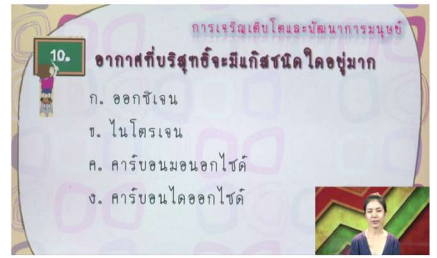 การเจริญเติบโตและพัฒนาการมนุษย์
10. อากาศที่บริสุทธิ์จะมีแก๊สชนิดใดอยู่มาก
ก. ออกซิเจน
ข. ไนโตรเจน
ค. คาร์บอนมอนอกไซด์
ง. คาร์บอนไดออกไซด์